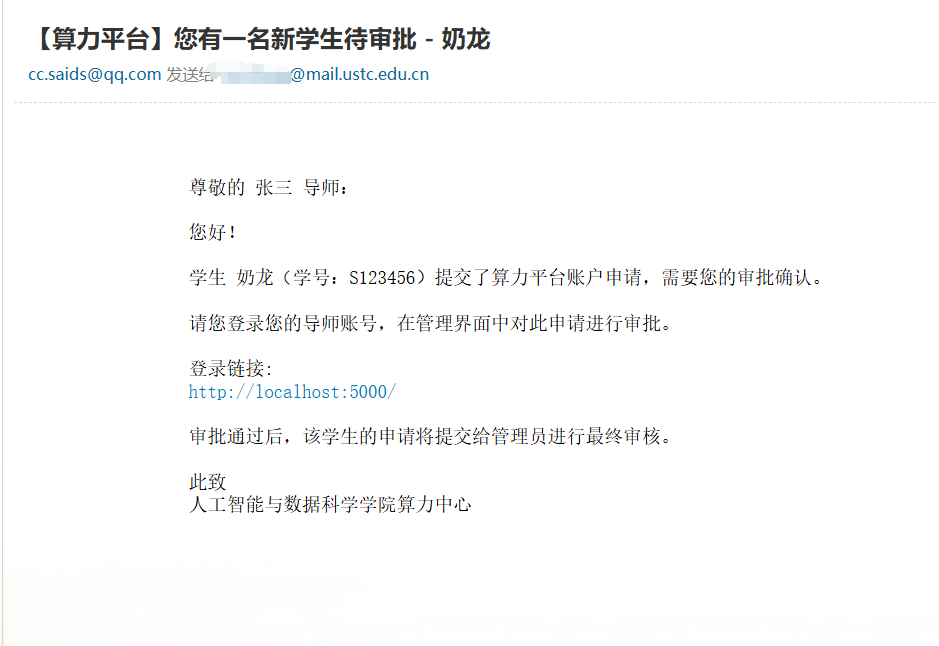 【算力平台】您有一名新学生待审批 - 奶龙
cc.saids@qq.com 发送给 @mail.ustc.edu.cn
尊敬的 张三 导师：
您好！
学生 奶龙（学号：S123456）提交了算力平台账户申请，需要您的审批确认。
请您登录您的导师账号，在管理界面中对此申请进行审批。
登录链接：
http://localhost:5000/
审批通过后，该学生的申请将提交给管理员进行最终审核。
此致
人工智能与数据科学学院算力中心